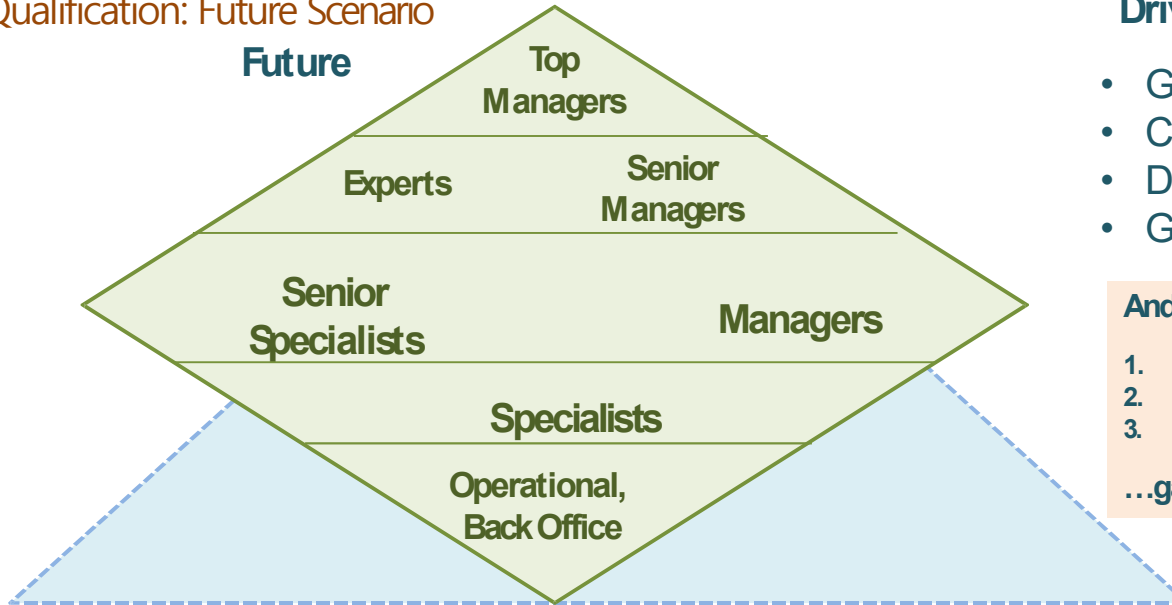 Qualification: Future Scenario
Future
Top
Managers
Experts
Senior
Managers
Senior
Specialists
Managers
Specialists
Operational,
Back Office
• G
• C
• D
• G
And
1.
2.
3.